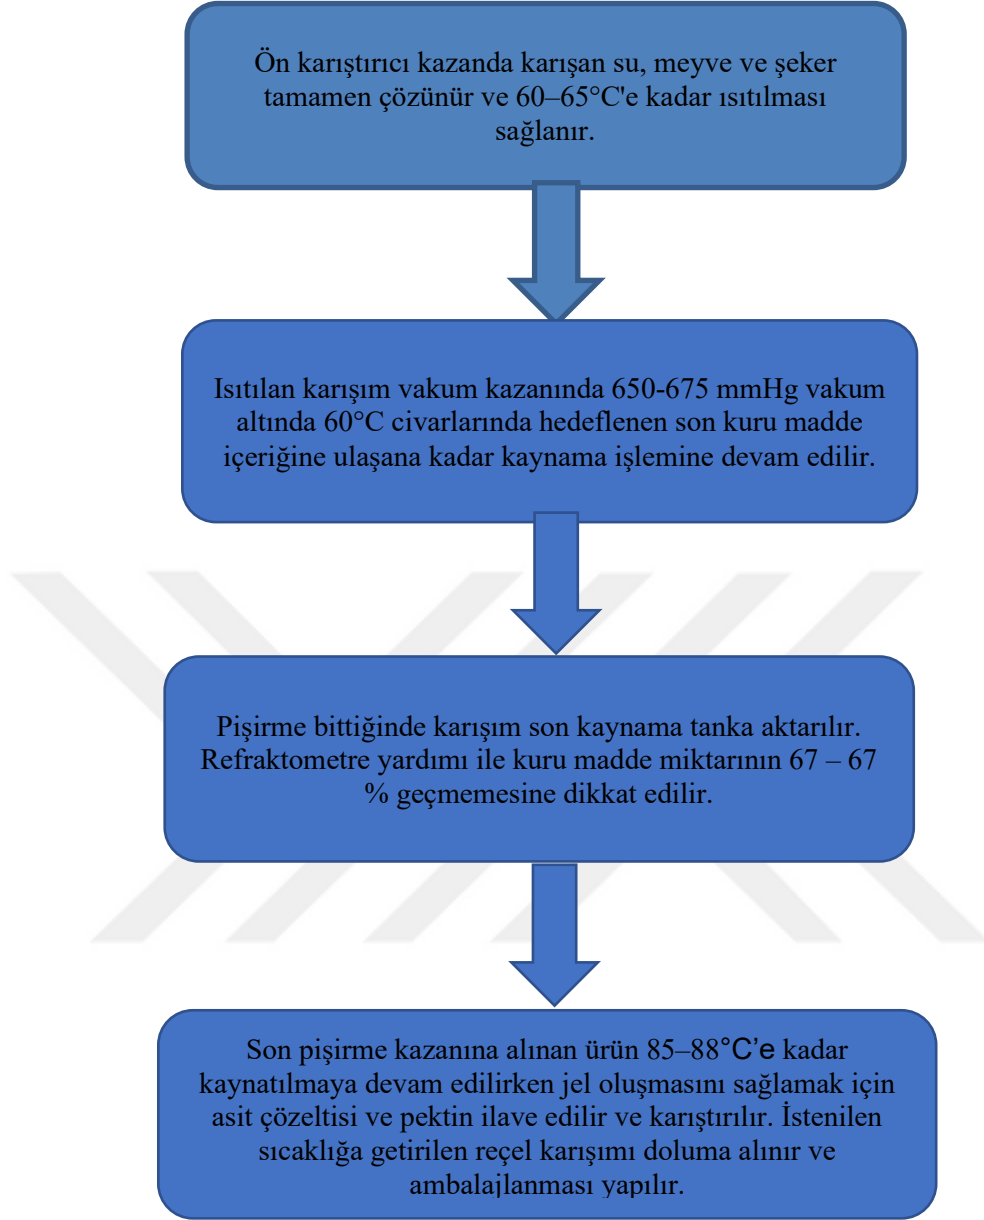 Ön karıştırıcı kazanda karışan su, meyve ve şeker
tamamen çözünür ve 60–65°C'e kadar ısıtılması
sağlanır.
Isıtılan karışım vakum kazanında 650-675 mmHg vakum
altında 60°C civarlarında hedeflenen son kuru madde
içeriğine ulaşana kadar kaynama işlemine devam edilir.
Pişirme bittiğinde karışım son kaynama tanka aktarılır.
Refraktometre yardımı ile kuru madde miktarının 67 – 67
% geçmemesine dikkat edilir.
Son pişirme kazanına alınan ürün 85–88°C’e kadar
kaynatılmaya devam edilirken jel oluşmasını sağlamak için
asit çözeltisi ve pektin ilave edilir ve karıştırılır. İstenilen
sıcaklığa getirilen reçel karışımı doluma alınır ve
ambalajlanması yapılır.